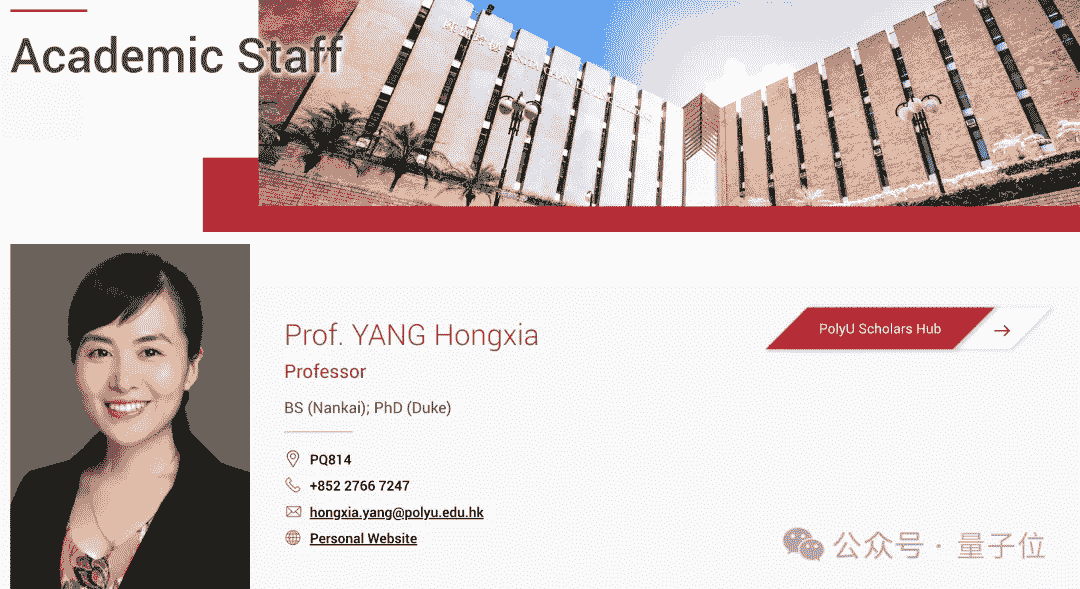 Academic Staff
Prof. YANG Hongxia
Professor
BS (Nankai); PhD (Duke)
PQ814
+852 2766 7247
hongxia.yang@polyu.edu.hk
Personal Website
PolyU Scholars Hub
公众号 · 量子位